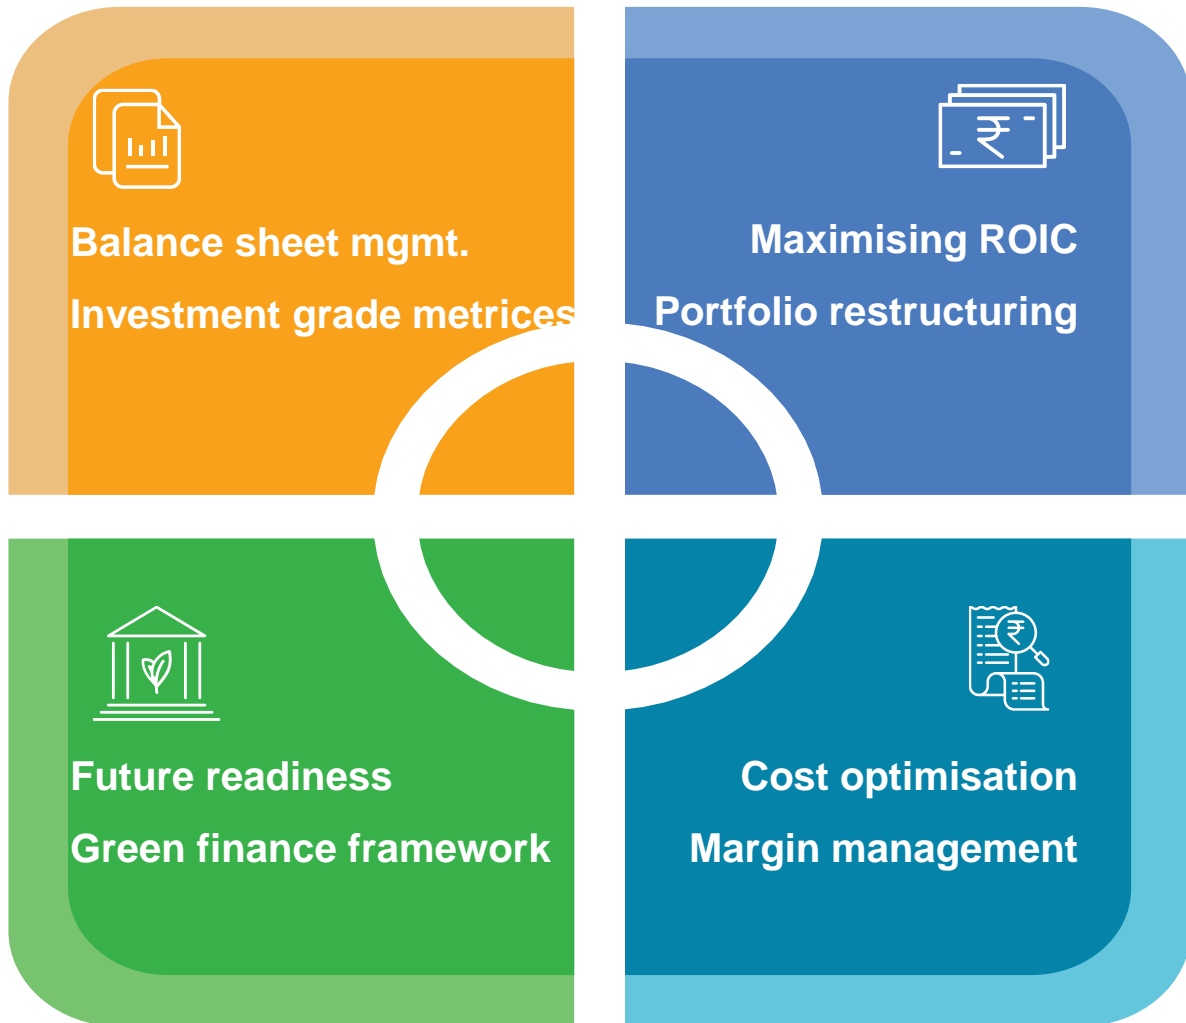 Balance sheet mgmt.
Investment grade metrices
₹
Maximising ROIC
Portfolio restructuring
Future readiness
Green finance framework
₹
Cost optimisation
Margin management